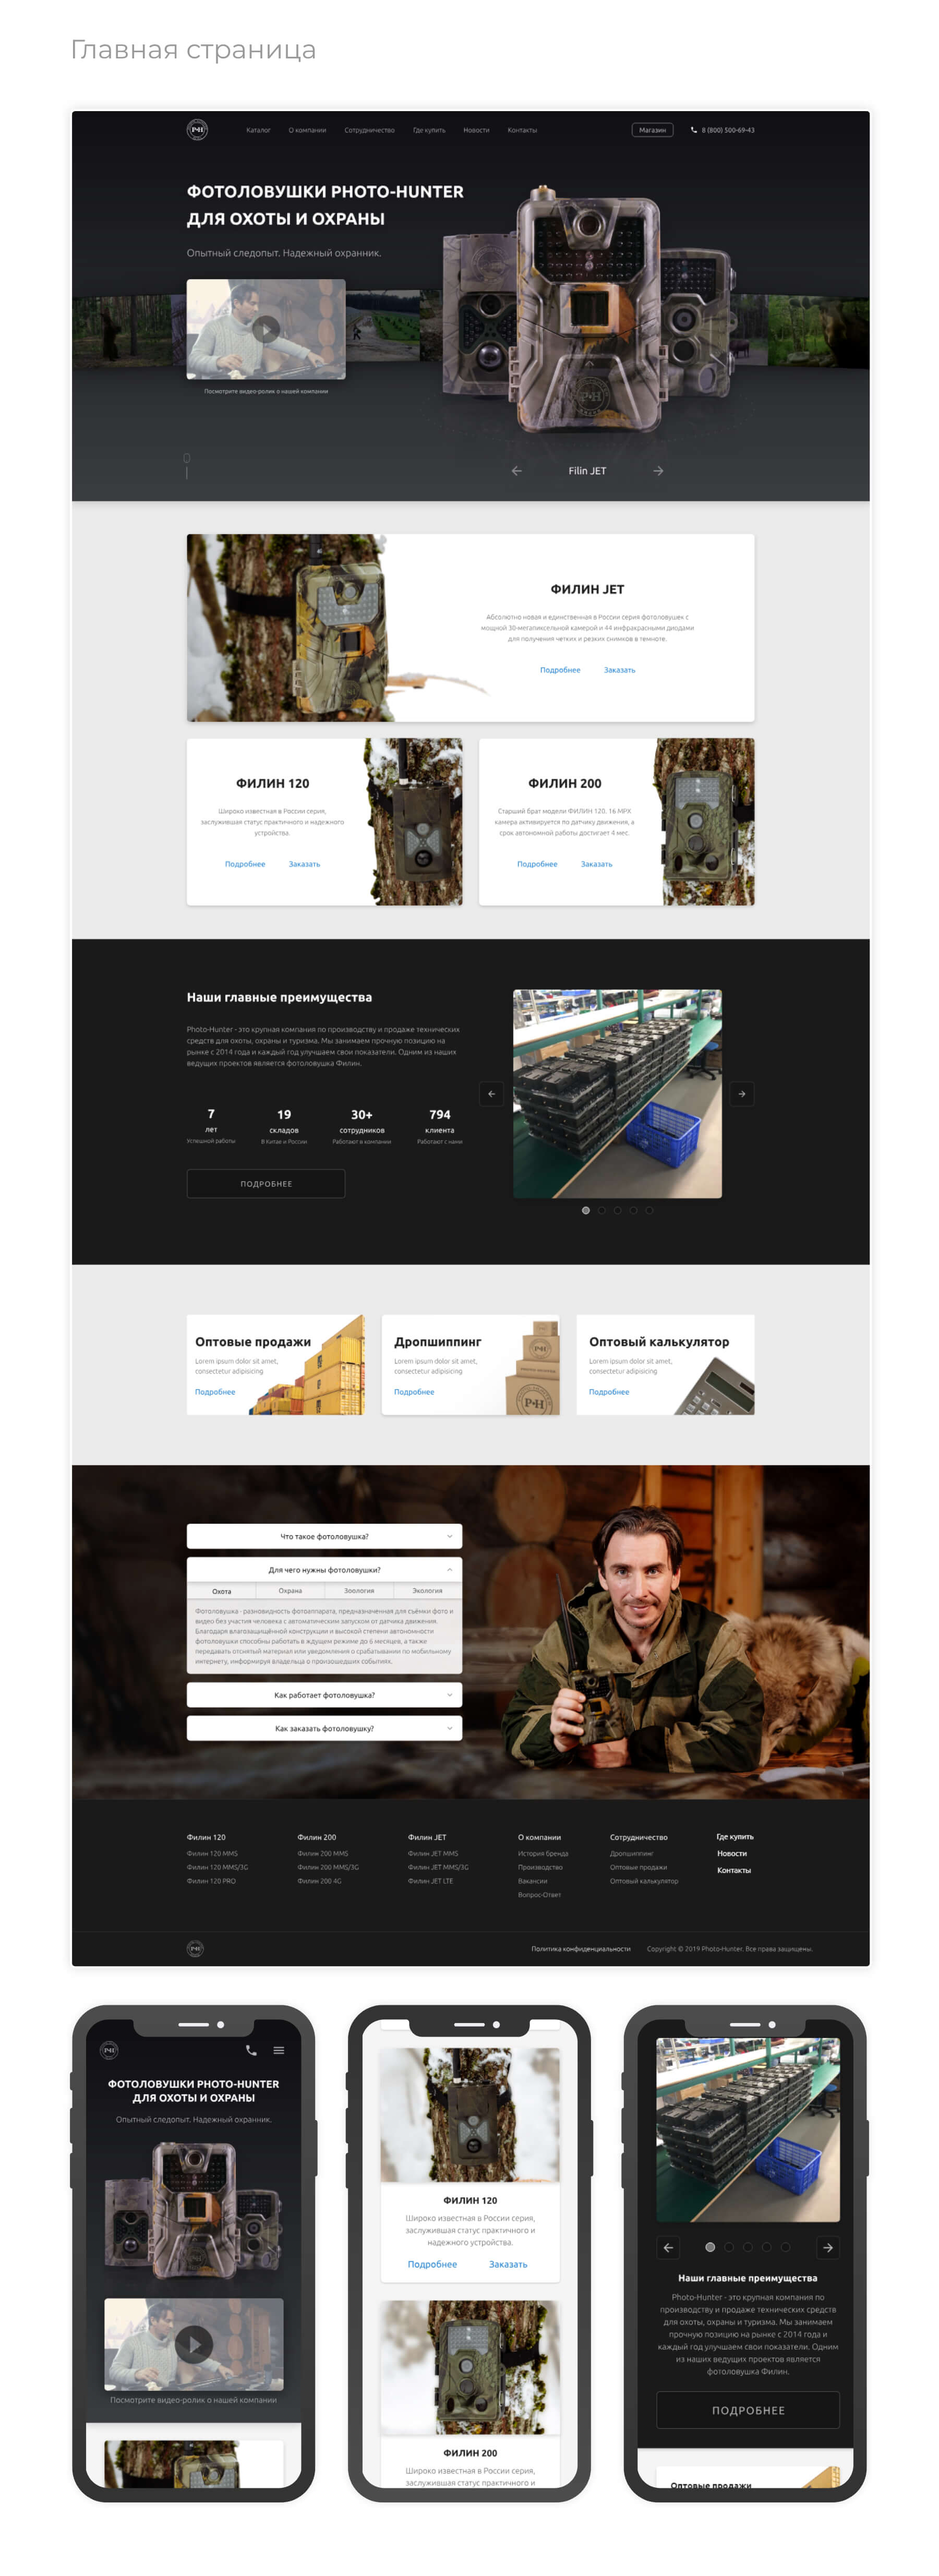 Главная страница
Р•Н
Каталог О компании Сотрудничество Где купить Новости Контакты Магазин 8 (800) 500-69-43
ФОТОЛОВУШКИ PHOTO-HUNTER
ДЛЯ ОХОТЫ И ОХРАНЫ
Опытный следопыт. Надежный охранник.
Р•Н
Посмотрите видео-ролик о нашей компании
Filin JET
ФИЛИН JET
Абсолютно новая и единственная в России серия фотоловушек с
мощной 30-мегапиксельной камерой и 44 инфракрасными диодами
для получения четких и резких снимков в темноте.
Подробнее Заказать
ФИЛИН 120
Широко известная в России серия,
заслужившая статус практичного и надежного
устройства.
Подробнее Заказать
ФИЛИН 200
Старший брат модели ФИЛИН 120. 16 MPX
камера активируется по датчику движения, а
срок автономной работы достигает 4 мес.
Подробнее Заказать
Наши главные преимущества
Photo-Hunter - это крупная компания по производству и продаже технических
средств для охоты, охраны и туризма. Мы занимаем прочную позицию на
рынке с 2014 года и каждый год улучшаем свои показатели. Одним из наших
ведущих проектов является фотоловушка Филин.
7 19 30+ 794
лет складов сотрудников клиента
Успешной работы В Китае и России Работают в компании Работают с нами
ПОДРОБНЕЕ
Оптовые продажи
Lorem ipsum dolor sit amet,
consectetur adipisicing
Подробнее
Дропшиппинг
Lorem ipsum dolor sit amet,
consectetur adipisicing
Подробнее
Р•Н
Р•Н
Оптовый калькулятор
Lorem ipsum dolor sit amet,
consectetur adipisicing
Подробнее
Что такое фотоловушка?
Для чего нужны фотоловушки?
Охота Охрана Зоология Экология
Фотоловушка - разновидность фотоаппарата, предназначенная для съёмки фото и
видео без участия человека с автоматическим запуском от датчика движения.
Благодаря влагозащищённой конструкции и высокой степени автономности
фотоловушки способны работать в ждущем режиме до 6 месяцев, а также
передавать отснятый материал или уведомления о срабатывании по мобильному
интернету, информируя владельца о произошедших событиях.
Как работает фотоловушка?
Как заказать фотоловушку?
Филин 120 Филин 200 Филин JET О компании Сотрудничество Где купить
Филин 120 MMS Филин 200 MMS Филин JET MMS История бренда Дропшиппинг Новости
Филин 120 MMS/3G Филин 200 MMS/3G Филин JET MMS/3G Производство Оптовые продажи Контакты
Филин 120 PRO Филин 200 4G Филин JET LTE Вакансии Оптовый калькулятор
Вопрос-Ответ
Р•Н Политика конфиденциальности Copyright © 2019 Photo-Hunter. Все права защищены.
Р•Н
ФОТОЛОВУШКИ PHOTO-HUNTER
ДЛЯ ОХОТЫ И ОХРАНЫ
Опытный следопыт. Надежный охранник.
Посмотрите видео-ролик о нашей компании
ФИЛИН 120
Широко известная в России серия,
заслужившая статус практичного и
надежного устройства.
Подробнее Заказать
ФИЛИН 200
Широко известная в России серия,
заслужившая статус практичного и
Наши главные преимущества
Photo-Hunter - это крупная компания по
производству и продаже технических средств
для охоты, охраны и туризма. Мы занимаем
прочную позицию на рынке с 2014 года и
каждый год улучшаем свои показатели. Одним
из наших ведущих проектов является
фотоловушка Филин.
ПОДРОБНЕЕ
Оптовые продажи